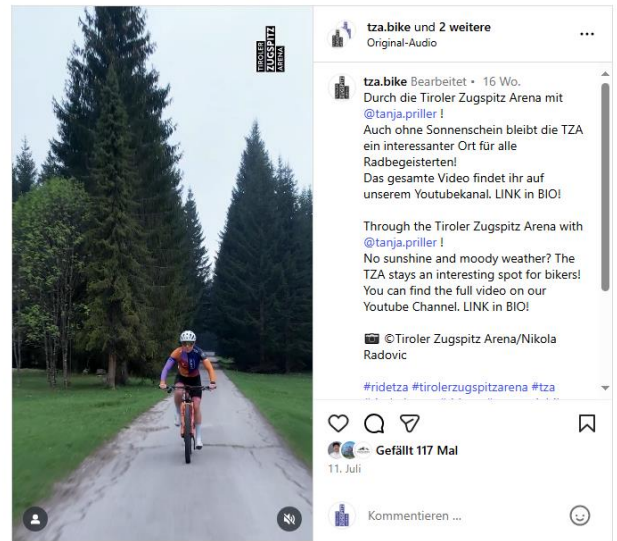 TIROLER
ZUGSPITZ
ARENA
tza.bike und 2 weitere
Original-Audio
tza.bike Bearbeitet • 16 Wo.
Durch die Tiroler Zugspitz Arena mit
@tanja.priller !
Auch ohne Sonnenschein bleibt die TZA
ein interessanter Ort für alle
Radbegeisterten!
Das gesamte Video findet ihr auf
unserem Youtubekanal. LINK in BIO!
Through the Tiroler Zugspitz Arena with
@tanja.priller !
No sunshine and moody weather? The
TZA stays an interesting spot for bikers!
You can find the full video on our
Youtube Channel. LINK in BIO!
©Tiroler Zugspitz Arena/Nikola
Radovic
#ridetza #tirolerzugspitzarena #tza
Gefällt 117 Mal
11. Juli
Kommentieren ...